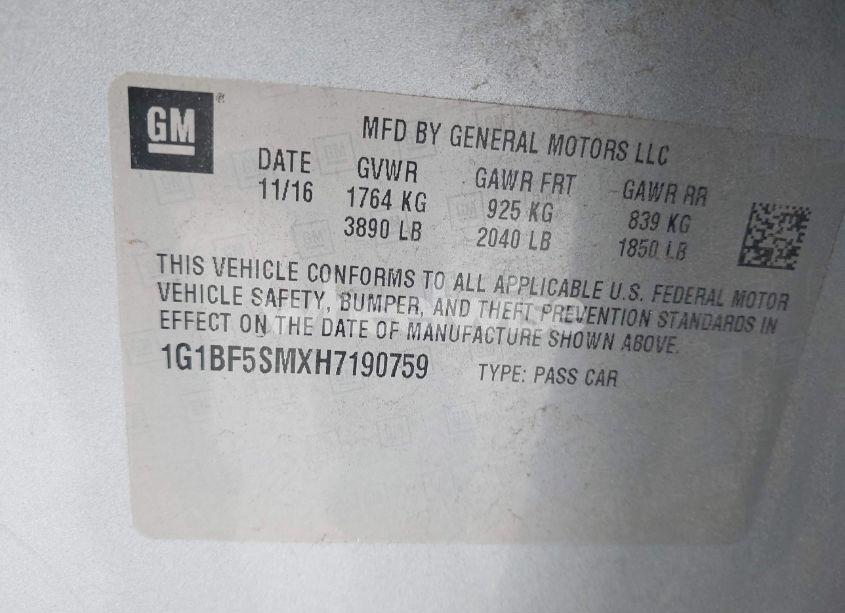 GM
MFD BY GENERAL MOTORS LLC
DATE GVWR GAWR FRT GAWR RR
11/16 1764 KG 925 KG 839 KG
3890 LB 2040 LB 1850 LB
THIS VEHICLE CONFORMS TO ALL APPLICABLE U.S. FEDERAL MOTOR
VEHICLE SAFETY, BUMPER, AND THEFT PREVENTION STANDARDS IN
EFFECT ON THE DATE OF MANUFACTURE SHOWN ABOVE.
1G1BF5SMXH7190759 TYPE: PASS CAR